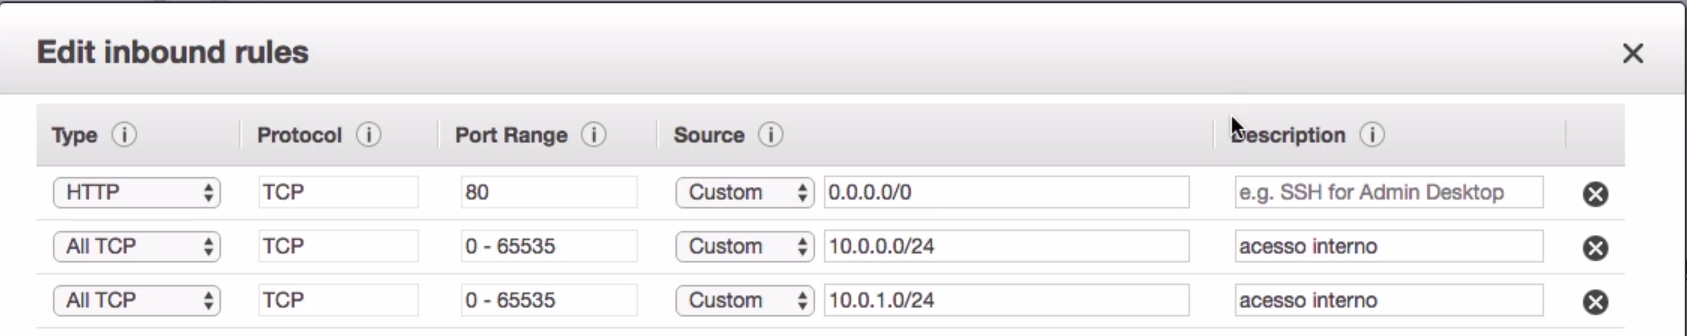 Edit inbound rules
Type Protocol Port Range Source Description
HTTP TCP 80 Custom 0.0.0.0/0 e.g. SSH for Admin Desktop
All TCP TCP 0 - 65535 Custom 10.0.0.0/24 acesso interno
All TCP TCP 0 - 65535 Custom 10.0.1.0/24 acesso interno